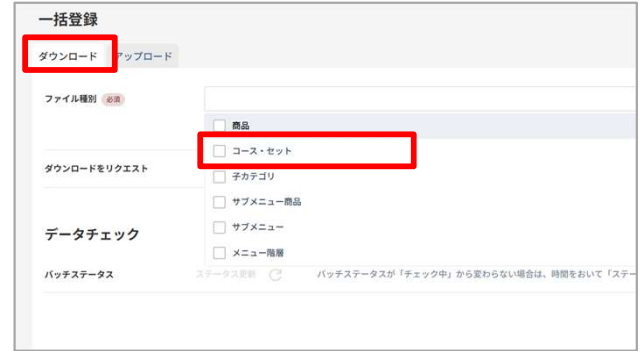 一括登録
ダウンロード アップロード
ファイル種別 必須
商品
コース・セット
ダウンロードをリクエスト
子カテゴリ
サブメニュー商品
サブメニュー
データチェック
メニュー階層
バッチステータス ステータス更新 バッチステータスが「チェック中」から変わらない場合は、時間をおいて「ステー